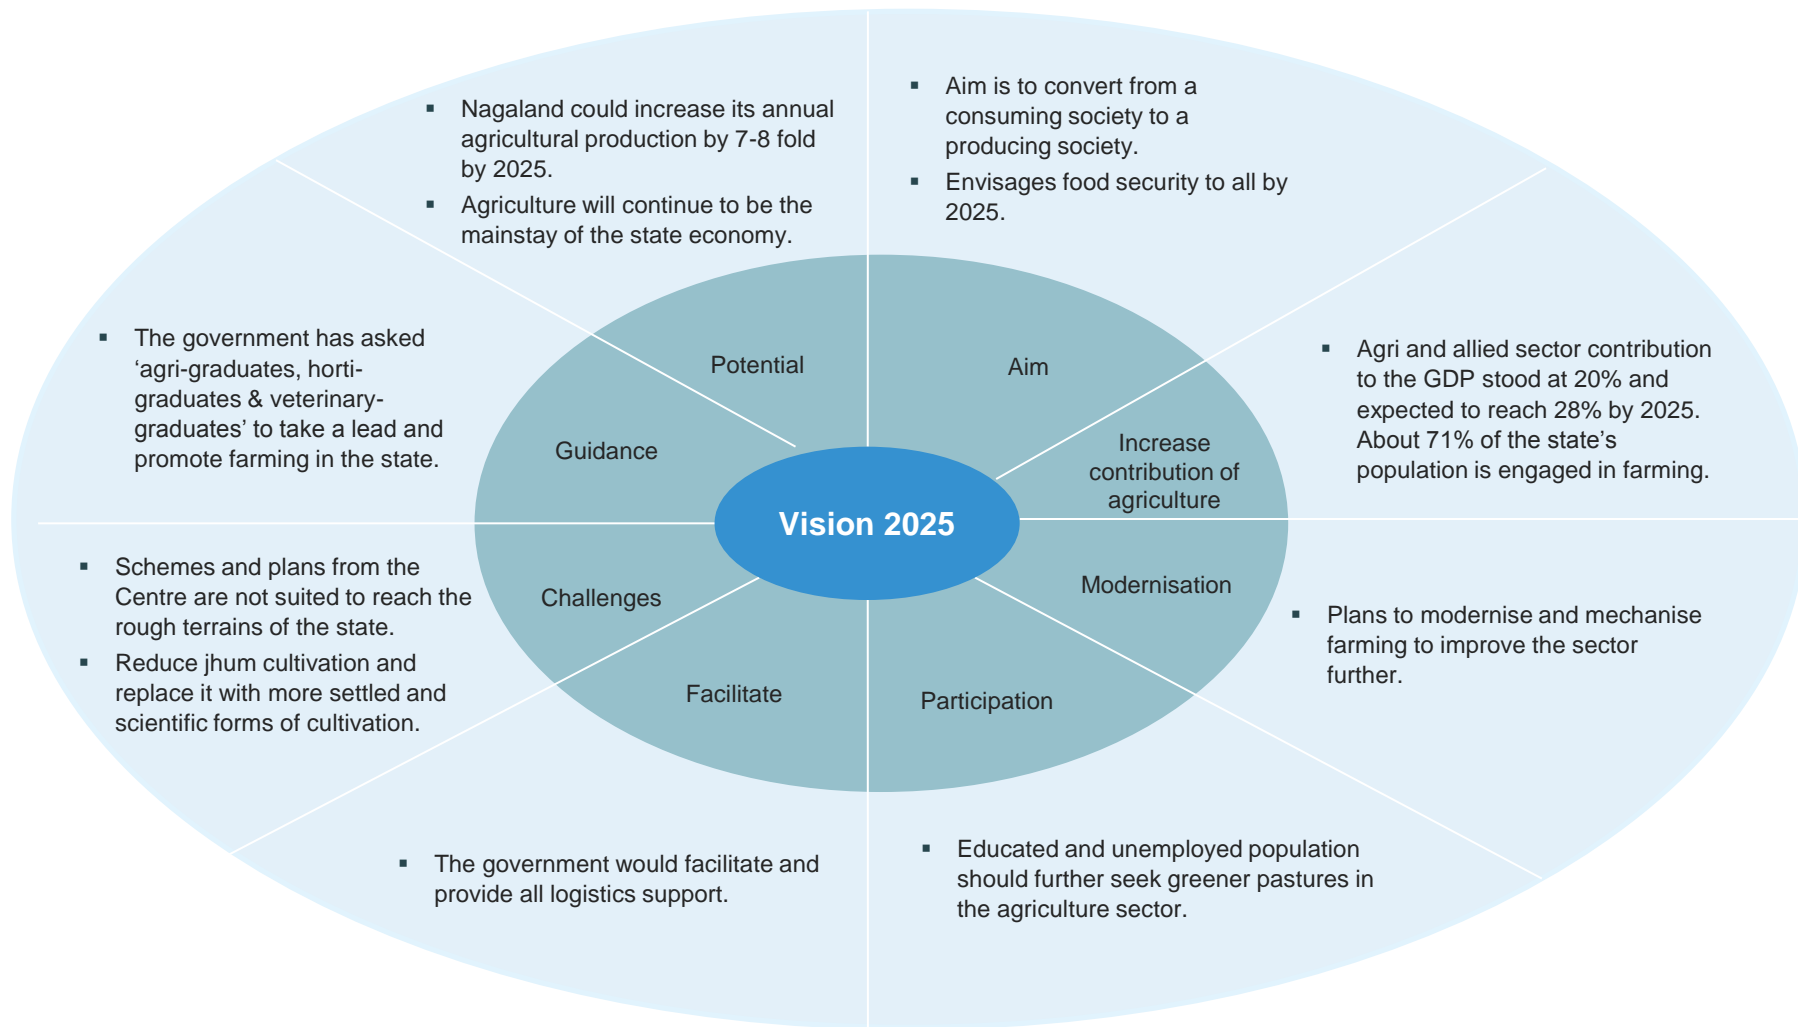 ▪ Nagaland could increase its annual
agricultural production by 7-8 fold
by 2025.
▪ Agriculture will continue to be the
mainstay of the state economy.
▪ Aim is to convert from a
consuming society to a
producing society.
▪ Envisages food security to all by
2025.
▪ The government has asked
‘agri-graduates, horti-
graduates & veterinary-
graduates’ to take a lead and
promote farming in the state.
Potential
Aim
Guidance
Increase
contribution of
agriculture
▪ Agri and allied sector contribution
to the GDP stood at 20% and
expected to reach 28% by 2025.
About 71% of the state’s
population is engaged in farming.
Vision 2025
▪ Schemes and plans from the
Centre are not suited to reach the
rough terrains of the state.
▪ Reduce jhum cultivation and
replace it with more settled and
scientific forms of cultivation.
Challenges
Modernisation
▪ Plans to modernise and mechanise
farming to improve the sector
further.
Facilitate
Participation
▪ The government would facilitate and
provide all logistics support.
▪ Educated and unemployed population
should further seek greener pastures in
the agriculture sector.